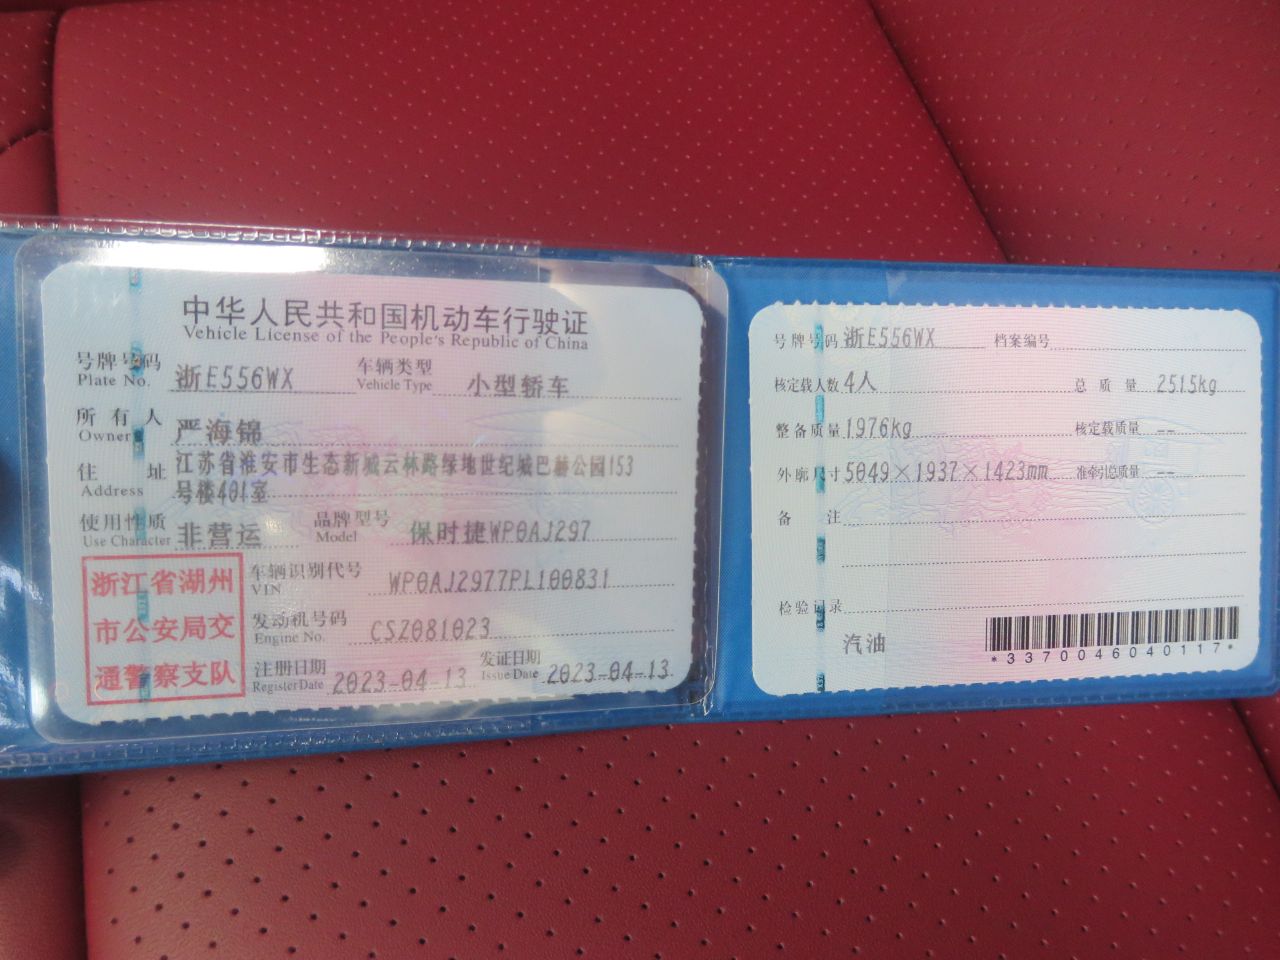 中华人民共和国机动车行驶证
Vehicle License of the People's Republic of China
号牌号码 浙E556WX 车辆类型 小型轿车
Plate No. Vehicle Type
所有人 严海锦
Owner
住址 江苏省淮安市生态新城云林路绿地世纪城巴赫公园153
Address 号楼401室
使用性质 非营运 品牌型号 保时捷WP0AJ297
Use Character Model
浙江省湖州
市公安局交
通警察支队
车辆识别代号 WP0AJ2977PL100831
VIN
发动机号码 CSZ081023
Engine No.
注册日期 2023-04-13 发证日期 2023-04-13
Register Date Issue Date
号牌号码 浙E556WX 档案编号
核定载人数 4人 总质量 2515kg
整备质量 1976kg 核定载质量 --
外廓尺寸 5049×1937×1423mm 准牵引总质量 --
备注
检验记录
汽油
*3370046040117*